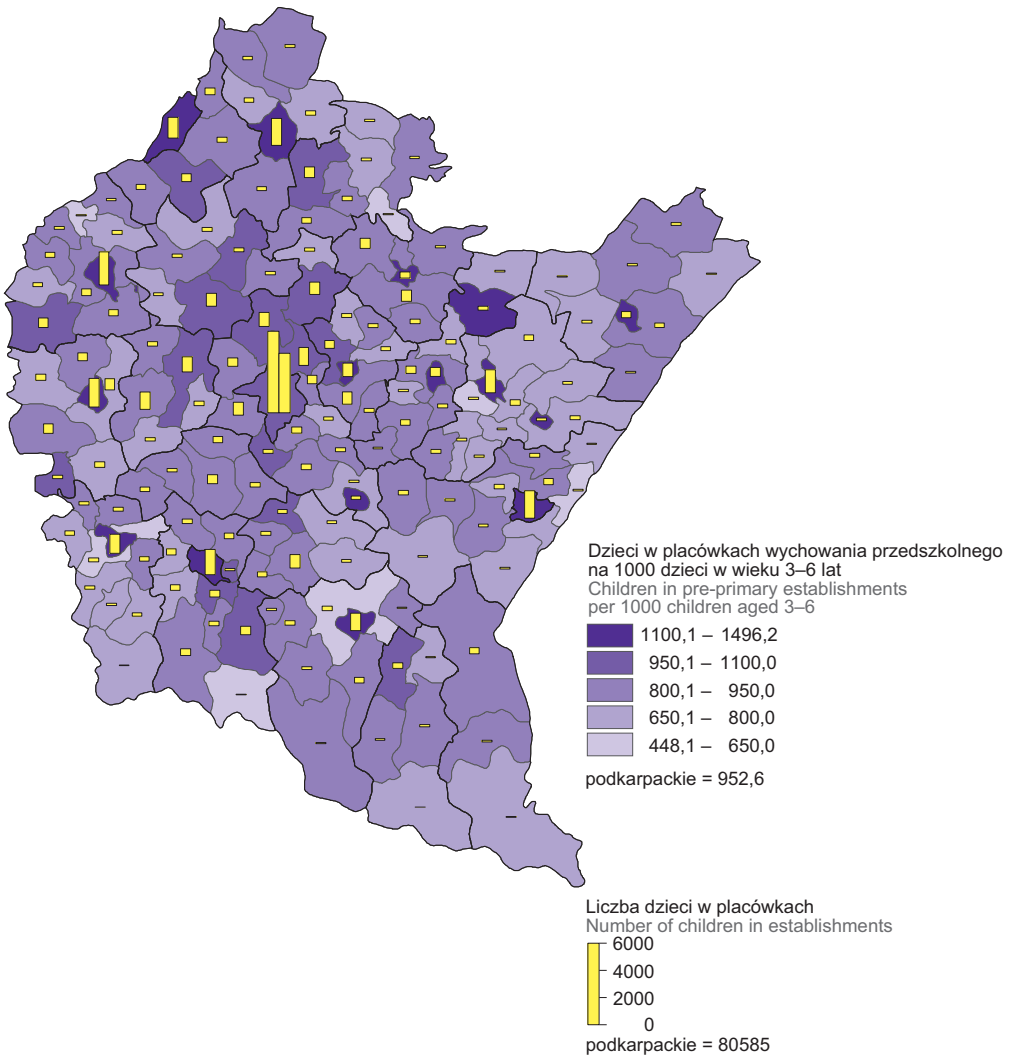 Dzieci w placówkach wychowania przedszkolnego
na 1000 dzieci w wieku 3–6 lat
Children in pre-primary establishments
per 1000 children aged 3–6
1100,1 – 1496,2
950,1 – 1100,0
800,1 – 950,0
650,1 – 800,0
448,1 – 650,0
podkarpackie = 952,6
Liczba dzieci w placówkach
Number of children in establishments
6000
4000
2000
0
podkarpackie = 80585